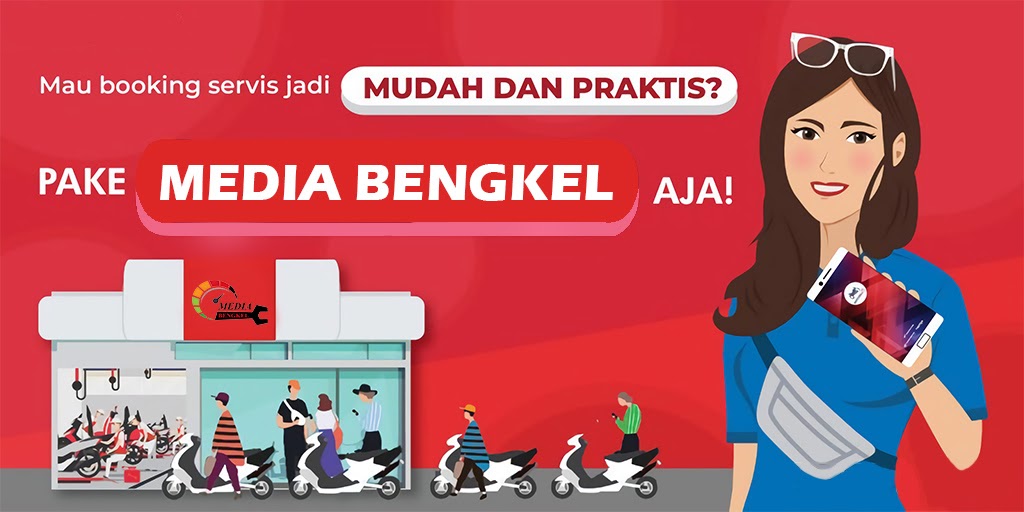 Mau booking servis jadi MUDAH DAN PRAKTIS?
PAKE MEDIA BENGKEL AJA!
MEDIA
BENGKEL